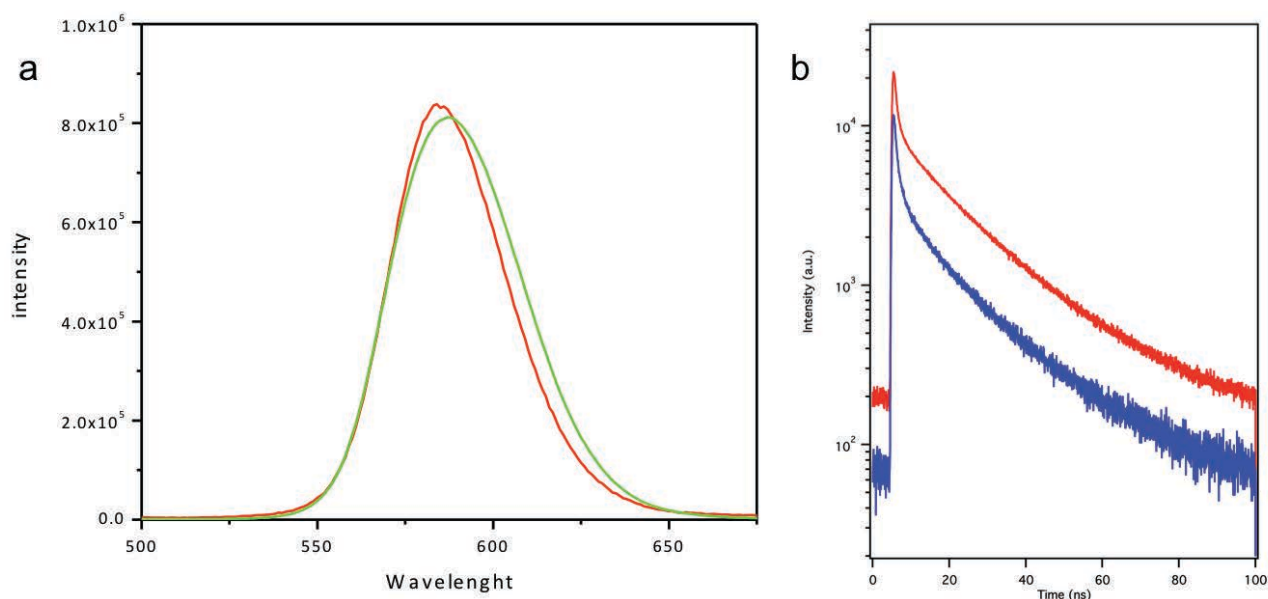 a
intensity
1.0x10⁶
8.0x10⁵
6.0x10⁵
4.0x10⁵
2.0x10⁵
0.0
500 550 600 650
Wavelenght
b
Intensity (a.u.)
10⁴
10³
10²
0 20 40 60 80 100
Time (ns)